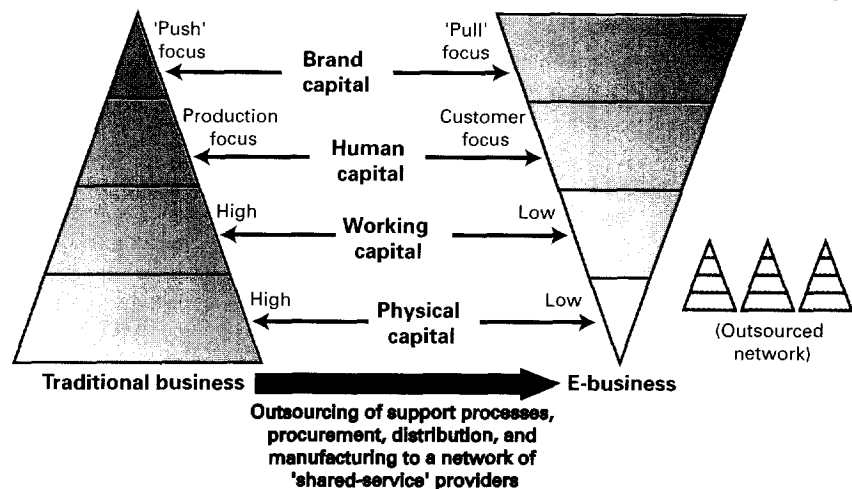 'Push'
focus
Brand
capital
'Pull'
focus
Production
focus
Human
capital
Customer
focus
High
Working
capital
Low
High
Physical
capital
Low
(Outsourced
network)
Traditional business
E-business
Outsourcing of support processes,
procurement, distribution, and
manufacturing to a network of
'shared-service' providers